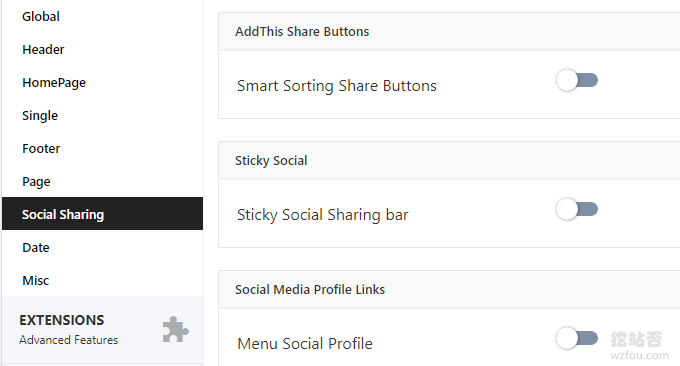 Global
Header
HomePage
Single
Footer
Page
Social Sharing
Date
Misc
EXTENSIONS
Advanced Features
AddThis Share Buttons
Smart Sorting Share Buttons
Sticky Social
Sticky Social Sharing bar
Social Media Profile Links
Menu Social Profile
挖站否
wzfou.com